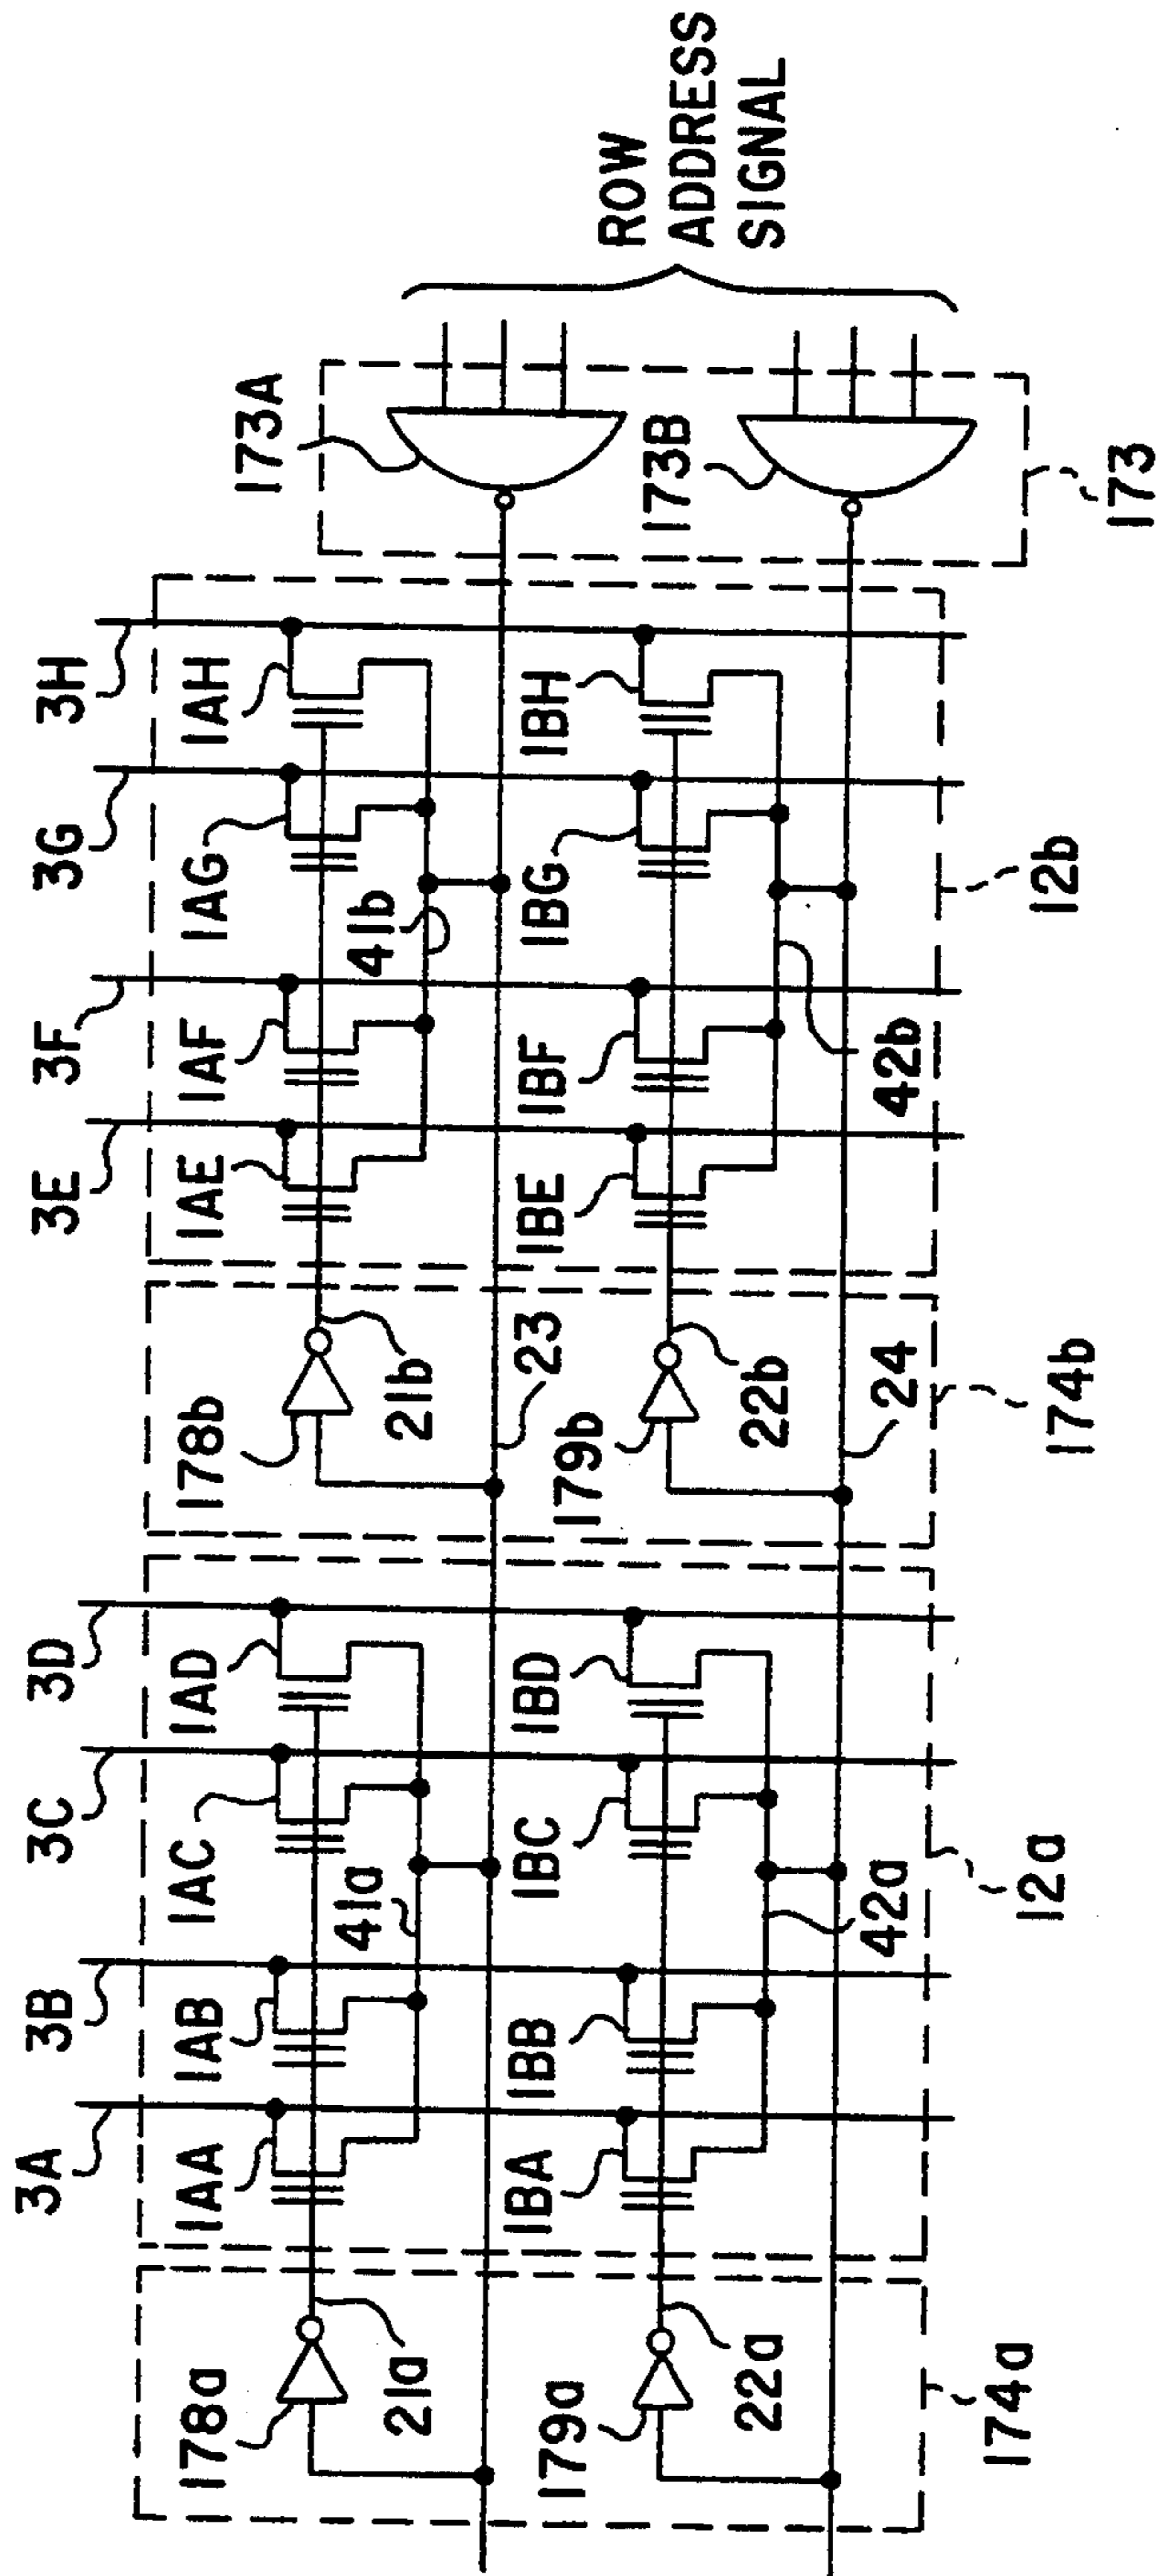 3A
3B
3C
3D
3E
3F
3G
3H
178a
1AA
1AB
1AC
1AD
178b
1AE
1AF
1AG
1AH
173A
ROW
ADDRESS
SIGNAL
21a
41a
21b
23
41b
179a
1BA
1BB
1BC
1BD
179b
1BE
1BF
1BG
1BH
173B
22a
42a
22b
24
42b
174a
12a
174b
12b
173